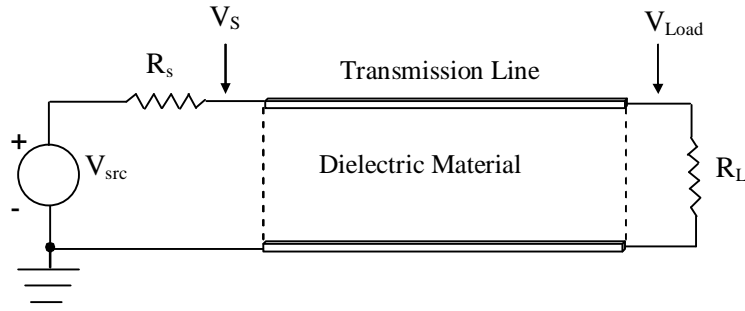 V_S
V_Load
R_s
Transmission Line
+
V_src
Dielectric Material
R_L
-